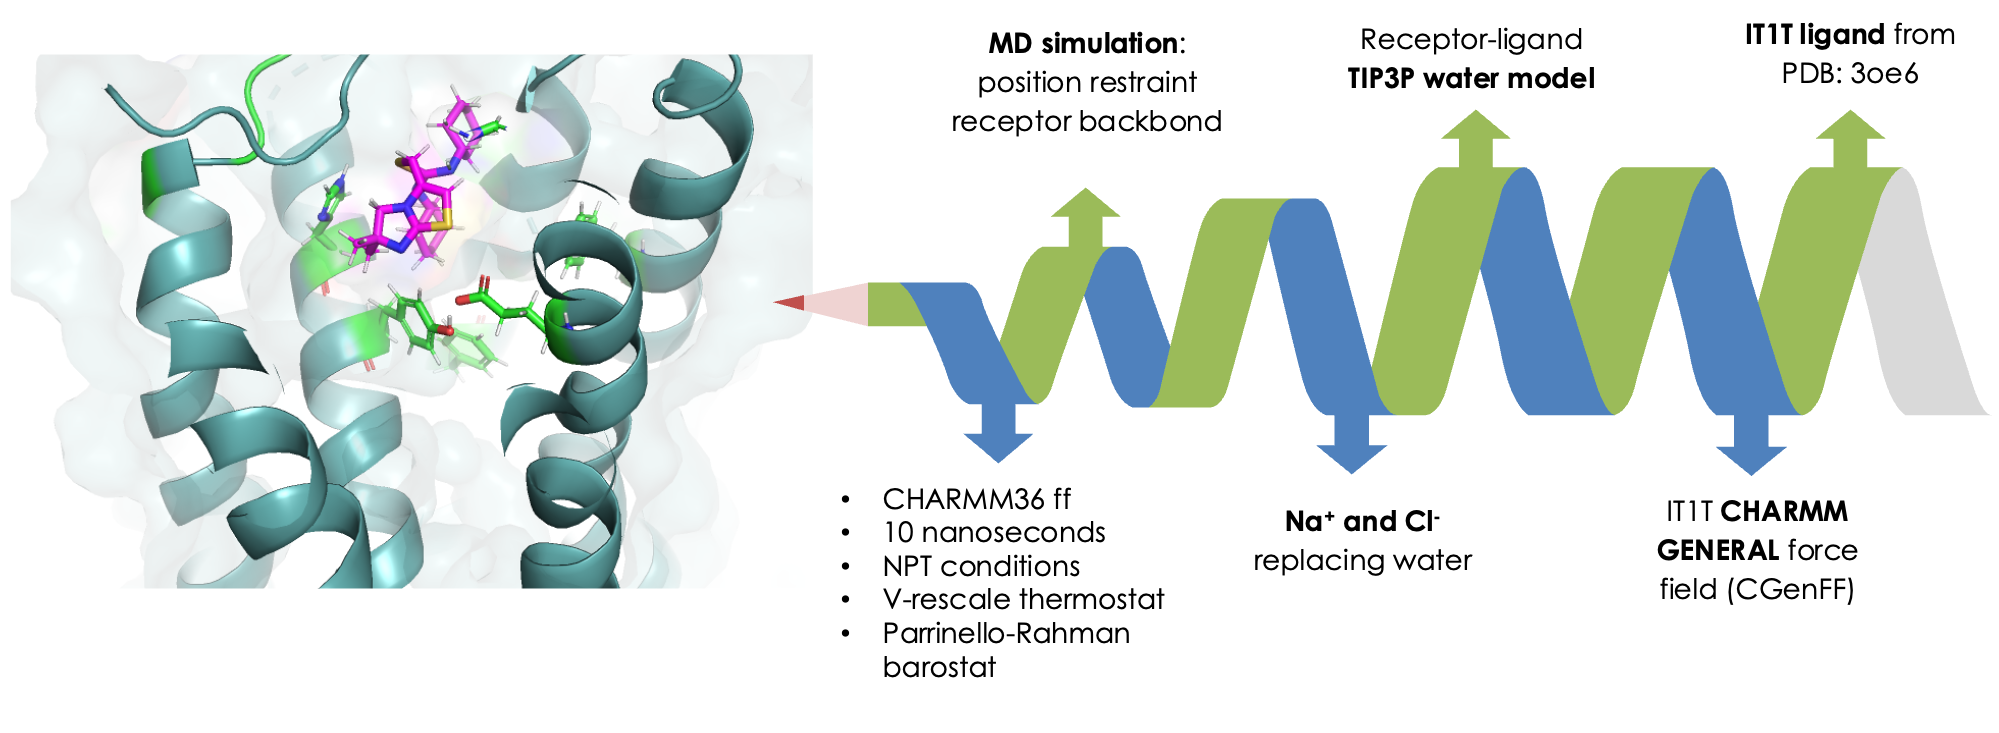 MD simulation:
position restraint
receptor backbond
Receptor-ligand
TIP3P water model
IT1T ligand from
PDB: 3oe6
• CHARMM36 ff
• 10 nanoseconds
• NPT conditions
• V-rescale thermostat
• Parrinello-Rahman
barostat
Na⁺ and Cl⁻
replacing water
IT1T CHARMM
GENERAL force
field (CGenFF)